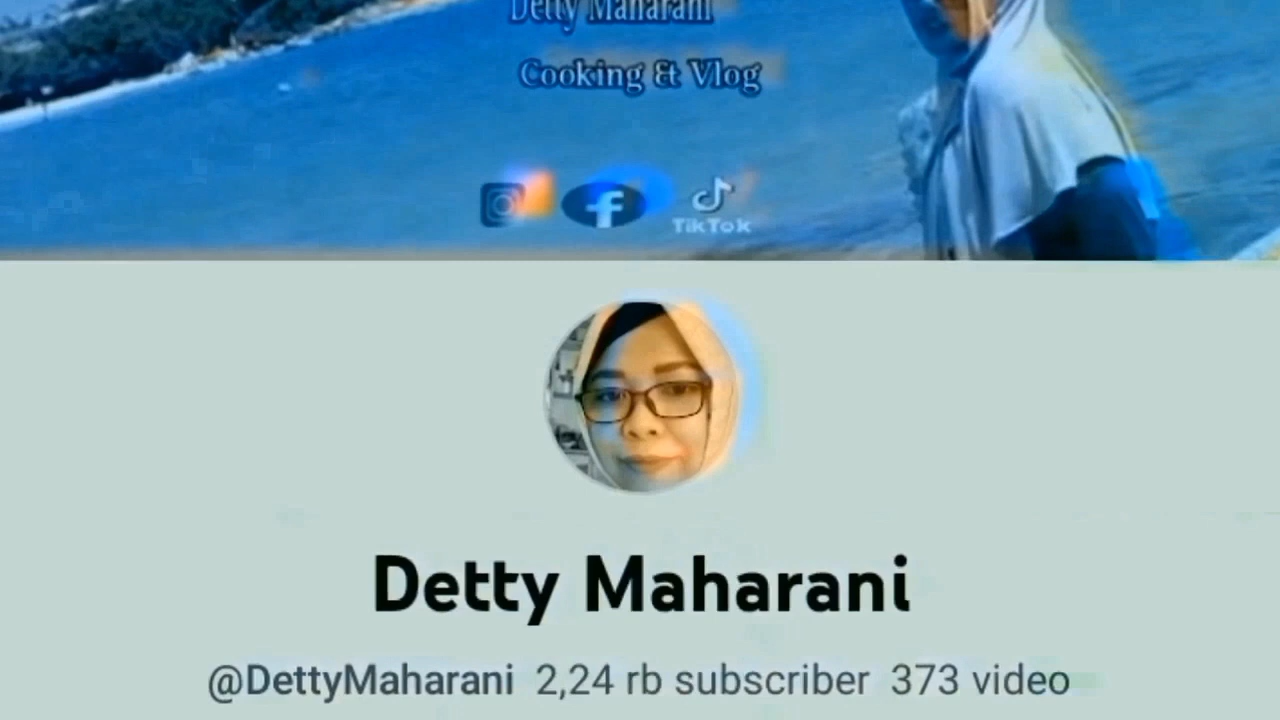 Detty Maharani
Cooking & Vlog
TikTok
Detty Maharani
@DettyMaharani 2,24 rb subscriber 373 video